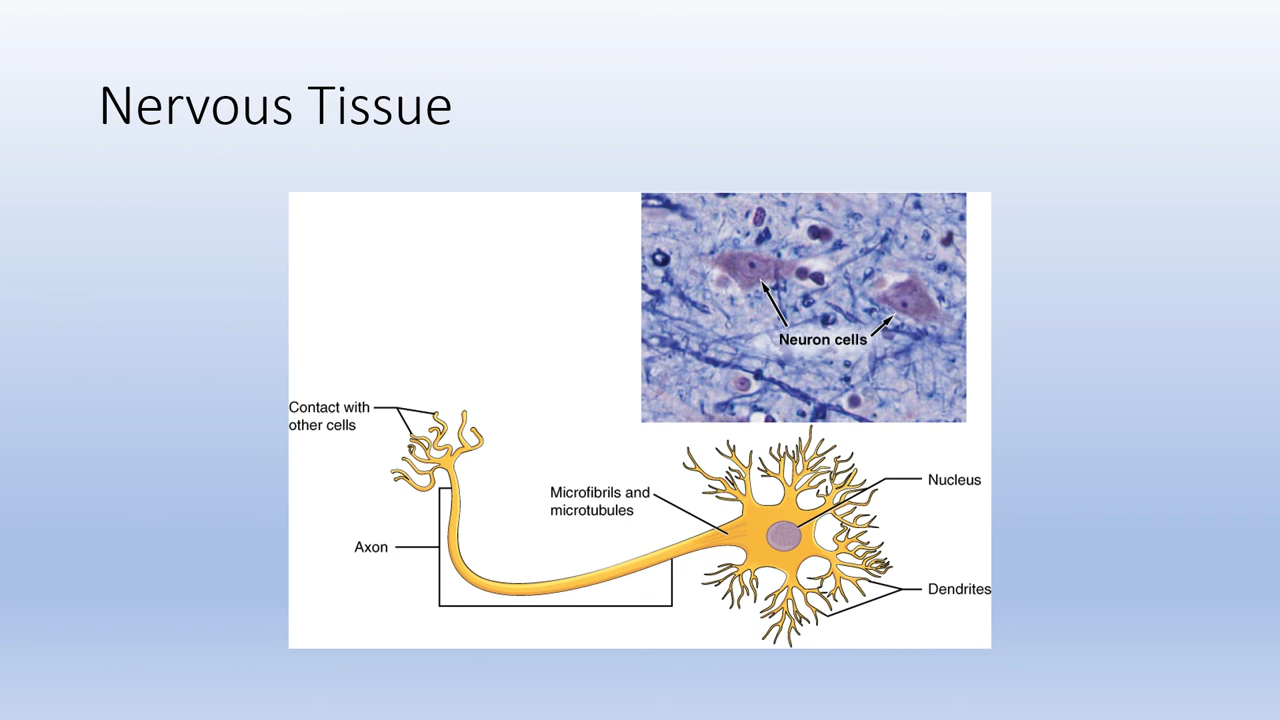 Nervous Tissue
Neuron cells
Contact with
other cells
Microfibrils and
microtubules
Nucleus
Axon
Dendrites